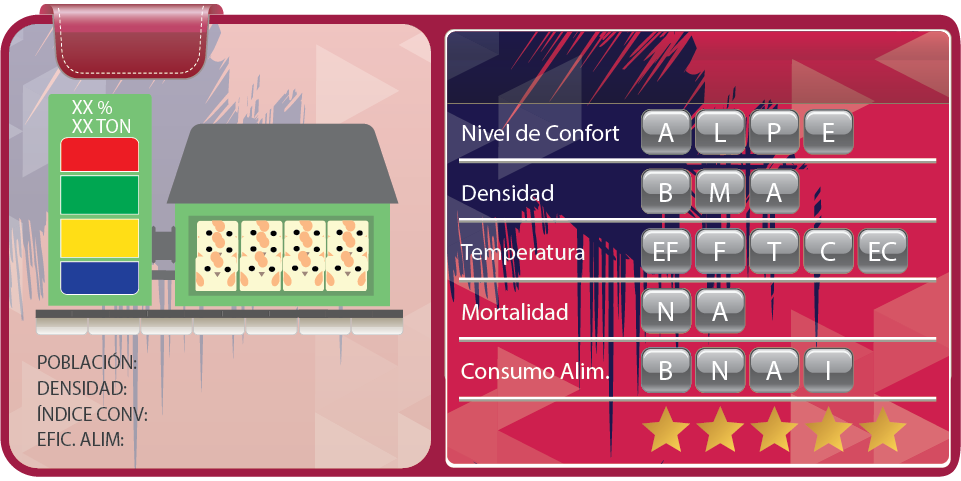 XX %
XX TON
POBLACIÓN:
DENSIDAD:
ÍNDICE CONV:
EFIC. ALIM:
Nivel de Confort A L P E
Densidad B M A
Temperatura EF F T C EC
Mortalidad N A
Consumo Alim. B N A I